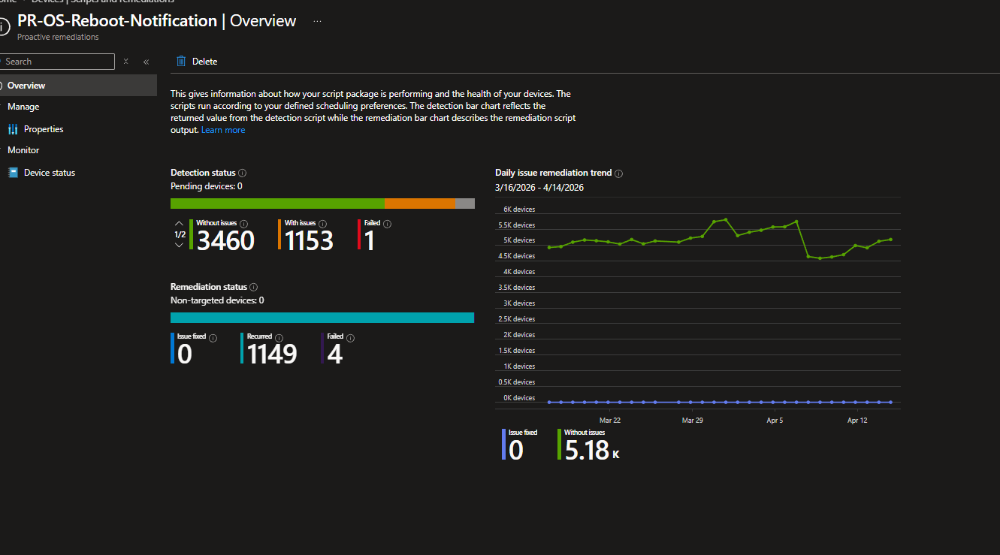 Devices | Scripts and remediations
PR-OS-Reboot-Notification | Overview ...
Proactive remediations
Search
Delete
Overview
Manage
Properties
Monitor
Device status
This gives information about how your script package is performing and the health of your devices. The
scripts run according to your defined scheduling preferences. The detection bar chart reflects the
returned value from the detection script while the remediation bar chart describes the remediation script
output. Learn more
Detection status
Pending devices: 0
1/2
Without issues
3460
With issues
1153
Failed
1
Remediation status
Non-targeted devices: 0
Issue fixed
0
Recurred
1149
Failed
4
Daily issue remediation trend
3/16/2026 - 4/14/2026
6K devices
5.5K devices
5K devices
4.5K devices
4K devices
3.5K devices
3K devices
2.5K devices
2K devices
1.5K devices
1K devices
0.5K devices
0K devices
Mar 22 Mar 29 Apr 5 Apr 12
Issue fixed
0
Without issues
5.18 K